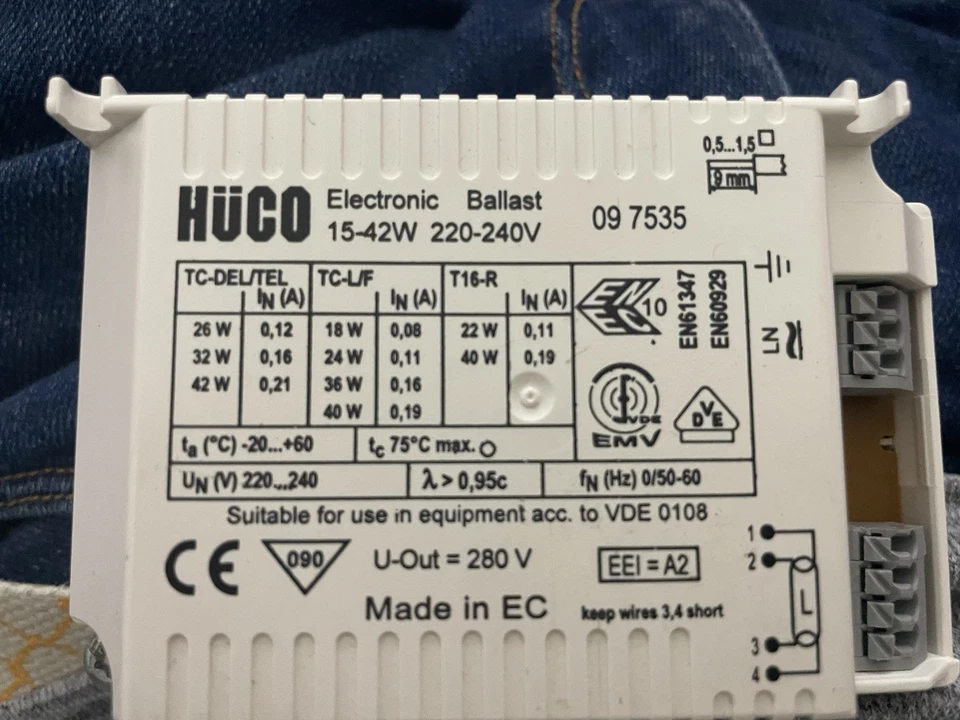 HÜCO
Electronic Ballast
15-42W 220-240V
09 7535
0,5...1,5
9 mm
TC-DEL/TEL TC-L/F T16-R
IN (A) IN (A) IN (A)
26 W 0,12 18 W 0,08 22 W 0,11
32 W 0,16 24 W 0,11 40 W 0,19
42 W 0,21 36 W 0,16
40 W 0,19
ENEC 10
EN61347
EN60929
VDE
EMV
VDE
LN
ta (°C) -20...+60 tc 75°C max.
UN (V) 220...240 λ > 0,95c fN (Hz) 0/50-60
Suitable for use in equipment acc. to VDE 0108
CE 090 U-Out = 280 V EEI = A2
Made in EC keep wires 3,4 short
1
2
L
3
4